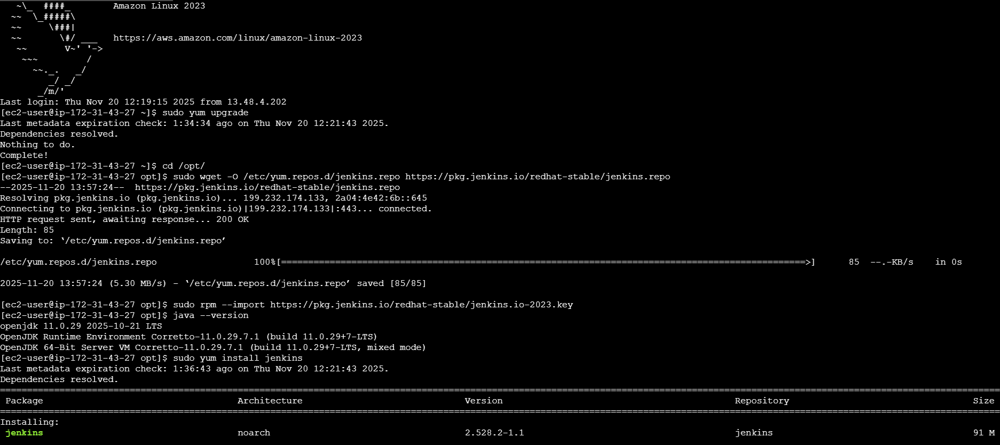 ~\_  ####_        Amazon Linux 2023
  ~~  \_#####\
  ~~     \###|
  ~~       \#/ ___   https://aws.amazon.com/linux/amazon-linux-2023
   ~~       V~' '->
    ~~~         /
      ~~._.   _/
         _/ _/
       _/m/'
Last login: Thu Nov 20 12:19:15 2025 from 13.48.4.202
[ec2-user@ip-172-31-43-27 ~]$ sudo yum upgrade
Last metadata expiration check: 1:34:34 ago on Thu Nov 20 12:21:43 2025.
Dependencies resolved.
Nothing to do.
Complete!
[ec2-user@ip-172-31-43-27 ~]$ cd /opt/
[ec2-user@ip-172-31-43-27 opt]$ sudo wget -O /etc/yum.repos.d/jenkins.repo https://pkg.jenkins.io/redhat-stable/jenkins.repo
--2025-11-20 13:57:24--  https://pkg.jenkins.io/redhat-stable/jenkins.repo
Resolving pkg.jenkins.io (pkg.jenkins.io)... 199.232.174.133, 2a04:4e42:6b::645
Connecting to pkg.jenkins.io (pkg.jenkins.io)|199.232.174.133|:443... connected.
HTTP request sent, awaiting response... 200 OK
Length: 85
Saving to: ‘/etc/yum.repos.d/jenkins.repo’
/etc/yum.repos.d/jenkins.repo 100%[=================================================================================================>] 85 --.-KB/s in 0s
2025-11-20 13:57:24 (5.30 MB/s) - ‘/etc/yum.repos.d/jenkins.repo’ saved [85/85]
[ec2-user@ip-172-31-43-27 opt]$ sudo rpm --import https://pkg.jenkins.io/redhat-stable/jenkins.io-2023.key
[ec2-user@ip-172-31-43-27 opt]$ java --version
openjdk 11.0.29 2025-10-21 LTS
OpenJDK Runtime Environment Corretto-11.0.29.7.1 (build 11.0.29+7-LTS)
OpenJDK 64-Bit Server VM Corretto-11.0.29.7.1 (build 11.0.29+7-LTS, mixed mode)
[ec2-user@ip-172-31-43-27 opt]$ sudo yum install jenkins
Last metadata expiration check: 1:36:43 ago on Thu Nov 20 12:21:43 2025.
Dependencies resolved.
Package Architecture Version Repository Size
Installing:
jenkins noarch 2.528.2-1.1 jenkins 91 M